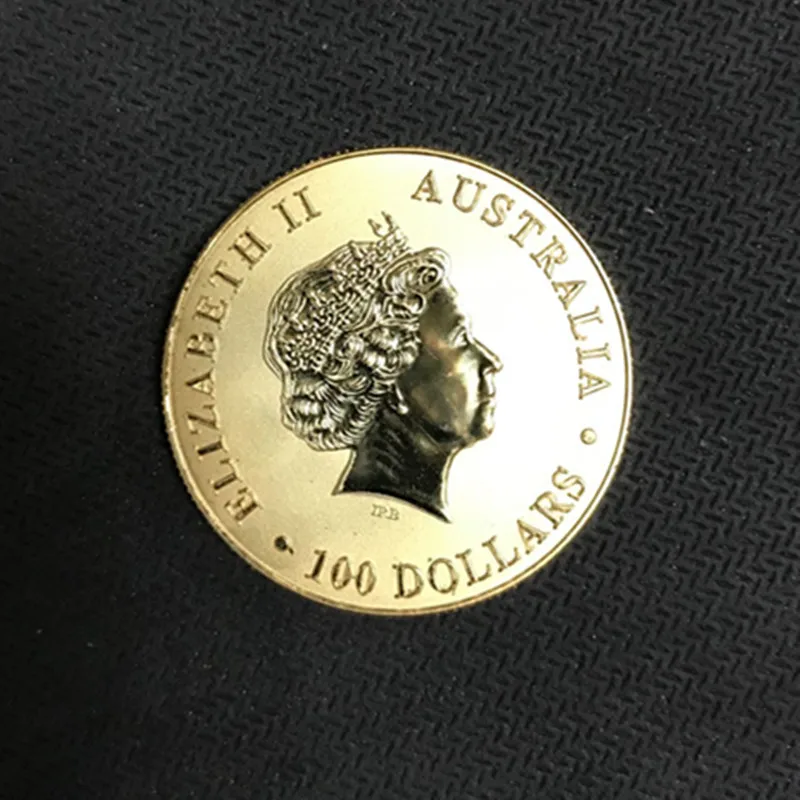 ELIZABETH II
AUSTRALIA
• 100 DOLLARS •
IRB